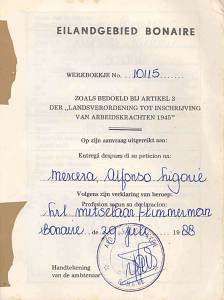 EILANDGEBIED BONAIRE
WERKBOEKJE No. 10115
ZOALS BEDOELD BIJ ARTIKEL 3
DER „LANDSVERORDENING TOT INSCHRIJVING
VAN ARBEIDSKRACHTEN 1945”
Op zijn aanvraag uitgereikt aan:
Entregá despues di su peticion na:
Mercera, Alfonso
Volgens zijn verklaring van beroep:
Profesion segun su declaracion:
Bonaire de 29 juli 1988
Handtekening
van de ambtenaar